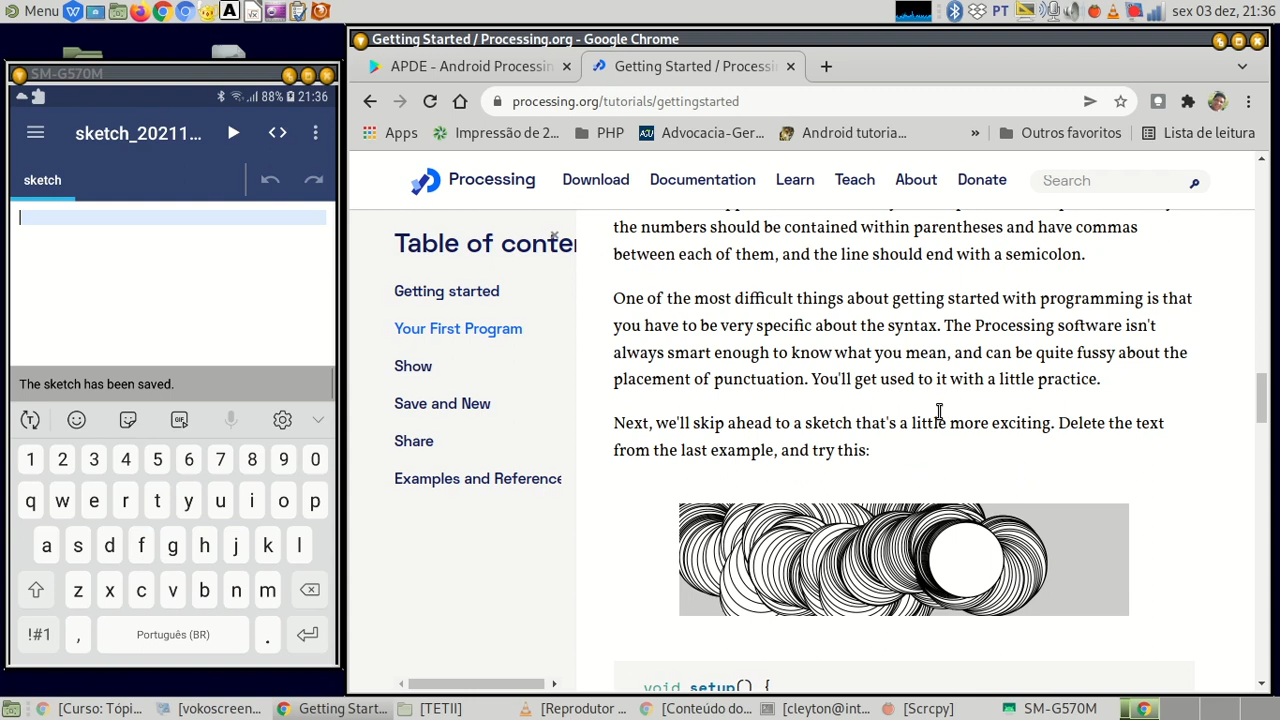 Menu
A
PT
sex 03 dez, 21:36
SM-G570M
88% 21:36
sketch_20211...
sketch
The sketch has been saved.
1 2 3 4 5 6 7 8 9 0
q w e r t y u i o p
a s d f g h j k l
z x c v b n m
!#1 , Português (BR) .
Getting Started / Processing.org - Google Chrome
APDE - Android Processin
Getting Started / Processi
processing.org/tutorials/gettingstarted
Apps Impressão de 2... PHP Advocacia-Ger... Android tutoria... » Outros favoritos Lista de leitura
Processing Download Documentation Learn Teach About Donate Search
Table of conten
Getting started
Your First Program
Show
Save and New
Share
Examples and Reference
the numbers should be contained within parentheses and have commas
between each of them, and the line should end with a semicolon.
One of the most difficult things about getting started with programming is that
you have to be very specific about the syntax. The Processing software isn't
always smart enough to know what you mean, and can be quite fussy about the
placement of punctuation. You'll get used to it with a little practice.
Next, we'll skip ahead to a sketch that's a little more exciting. Delete the text
from the last example, and try this:
void setup() {
[Curso: Tópi... [vokoscreen... Getting Start... [TETII] [Reprodutor ... [Conteúdo do... [cleyton@int... [Scrcpy] SM-G570M